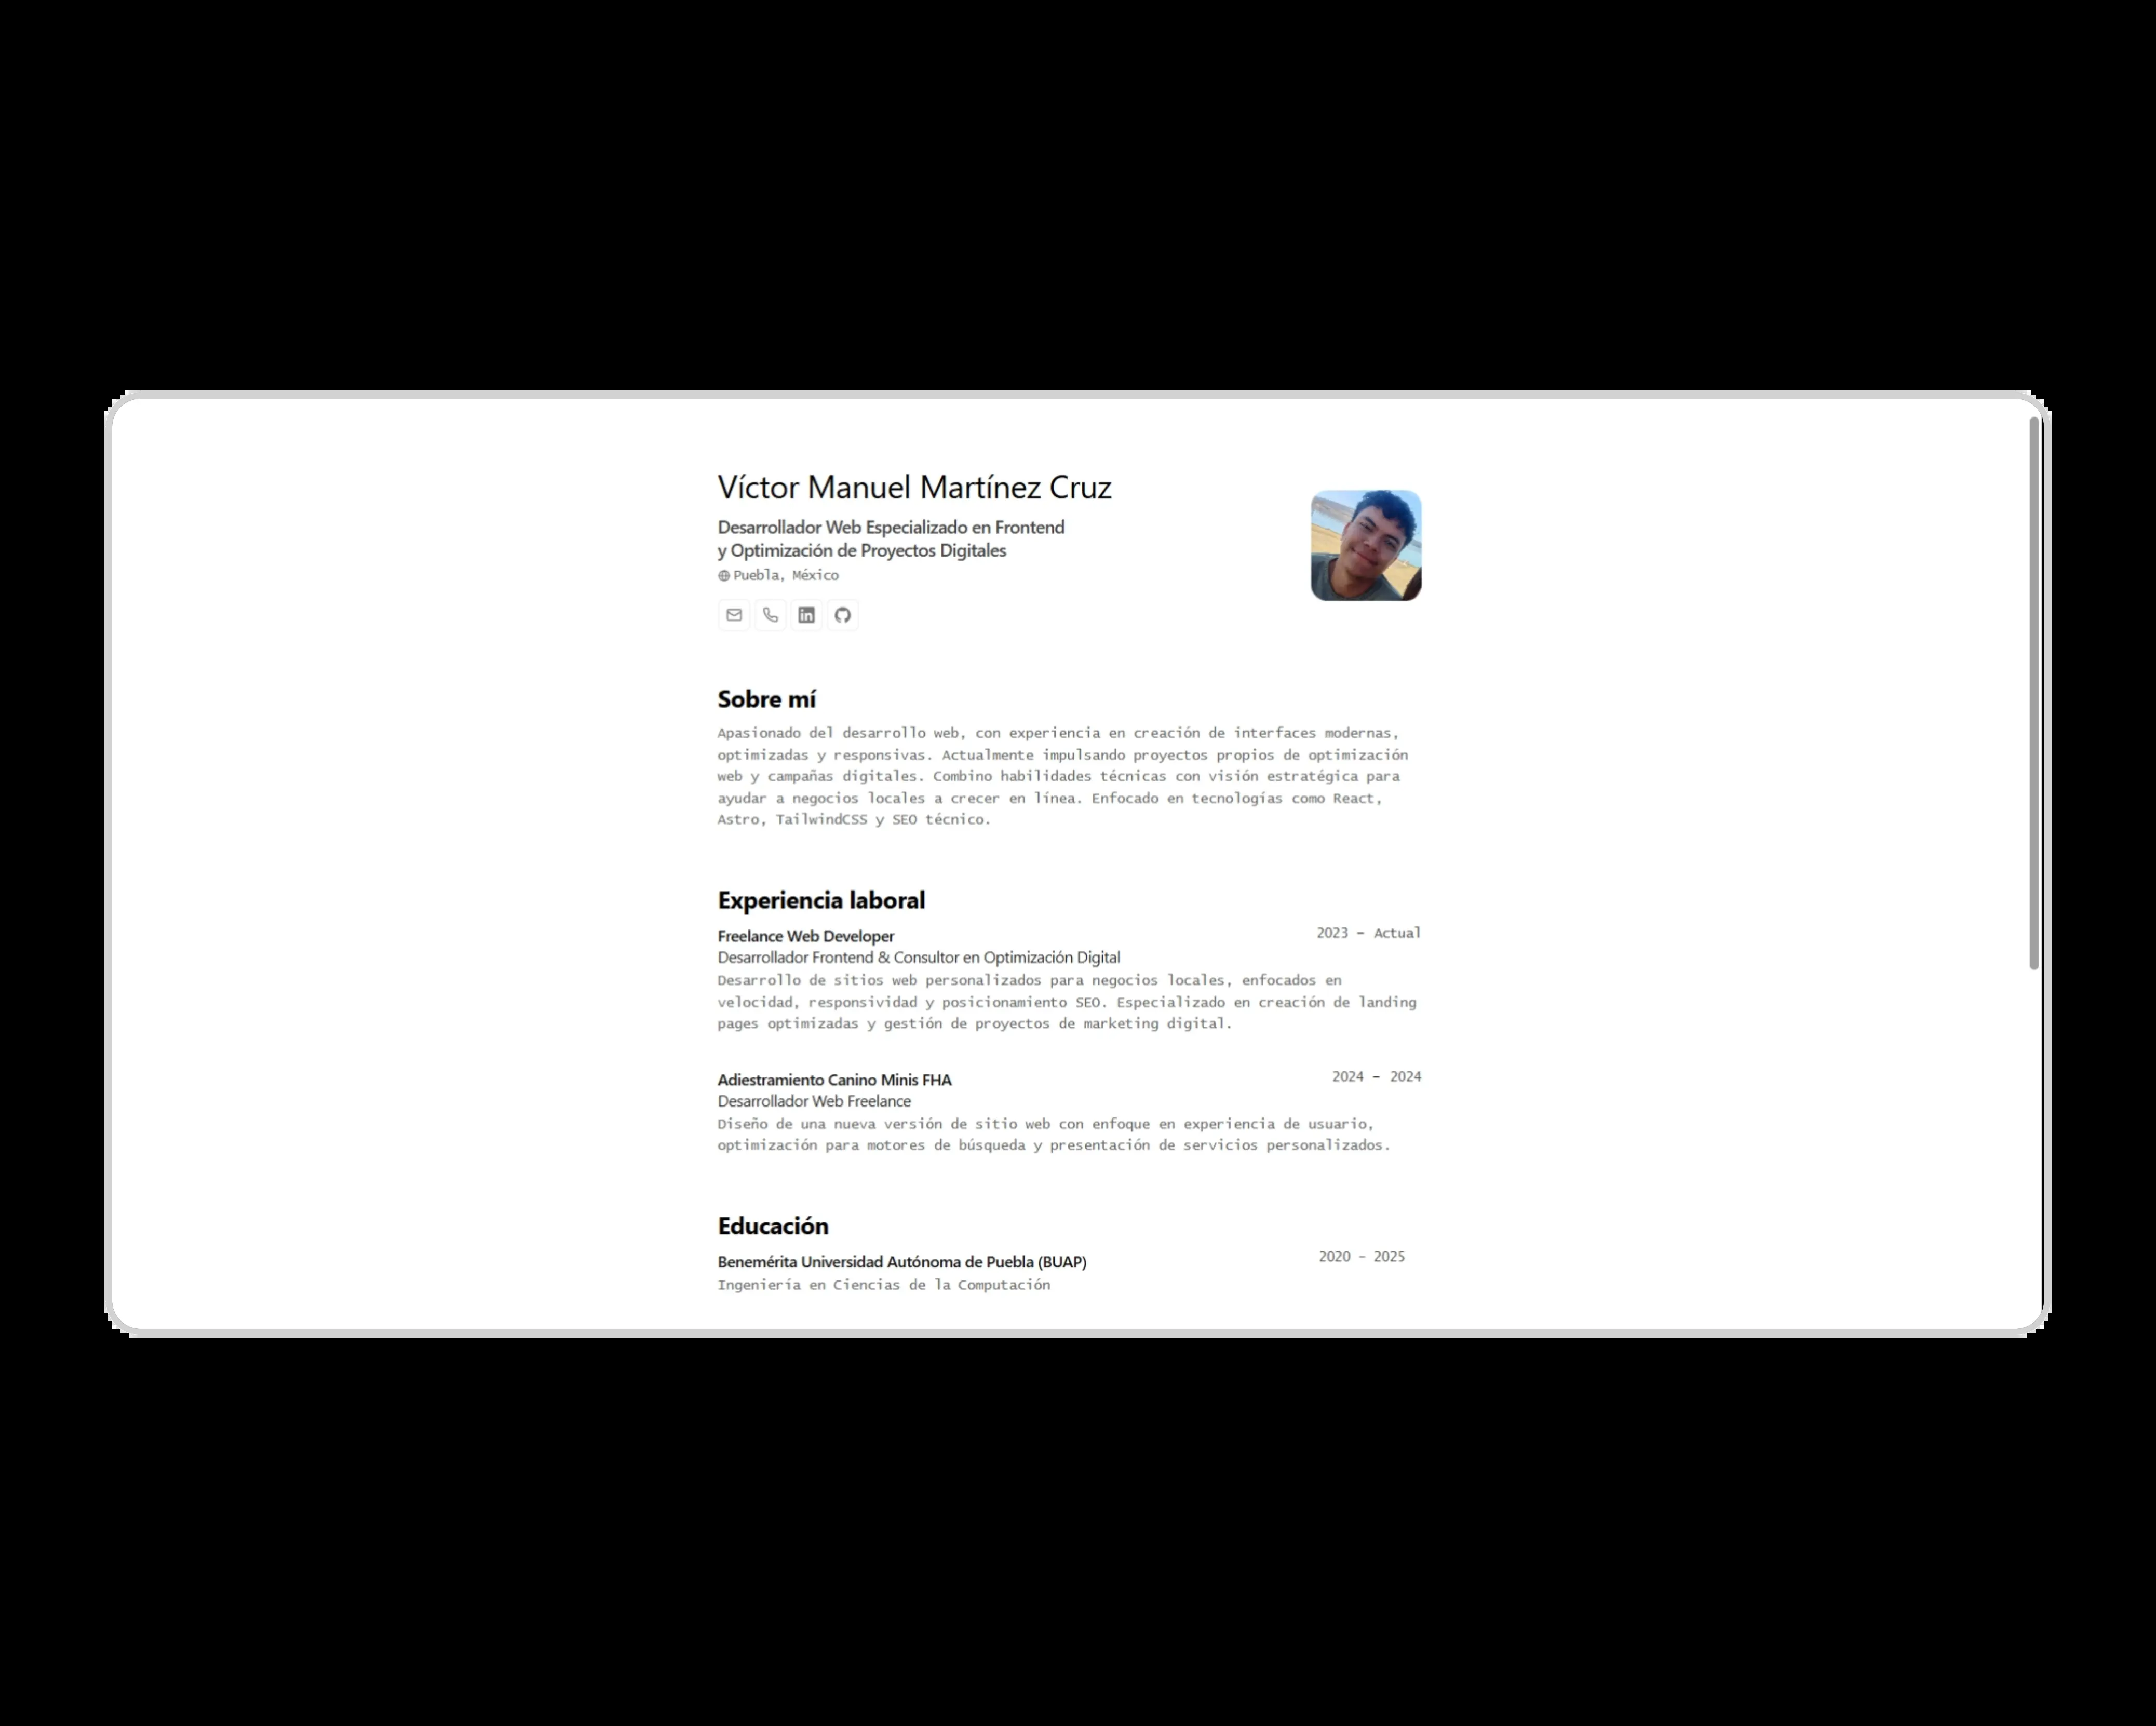 Víctor Manuel Martínez Cruz
Desarrollador Web Especializado en Frontend
y Optimización de Proyectos Digitales
Puebla, México
in
Sobre mí
Apasionado del desarrollo web, con experiencia en creación de interfaces modernas,
optimizadas y responsivas. Actualmente impulsando proyectos propios de optimización
web y campañas digitales. Combino habilidades técnicas con visión estratégica para
ayudar a negocios locales a crecer en línea. Enfocado en tecnologías como React,
Astro, TailwindCSS y SEO técnico.
Experiencia laboral
Freelance Web Developer
2023 - Actual
Desarrollador Frontend & Consultor en Optimización Digital
Desarrollo de sitios web personalizados para negocios locales, enfocados en
velocidad, responsividad y posicionamiento SEO. Especializado en creación de landing
pages optimizadas y gestión de proyectos de marketing digital.
Adiestramiento Canino Minis FHA
2024 - 2024
Desarrollador Web Freelance
Diseño de una nueva versión de sitio web con enfoque en experiencia de usuario,
optimización para motores de búsqueda y presentación de servicios personalizados.
Educación
Benemérita Universidad Autónoma de Puebla (BUAP)
2020 - 2025
Ingeniería en Ciencias de la Computación